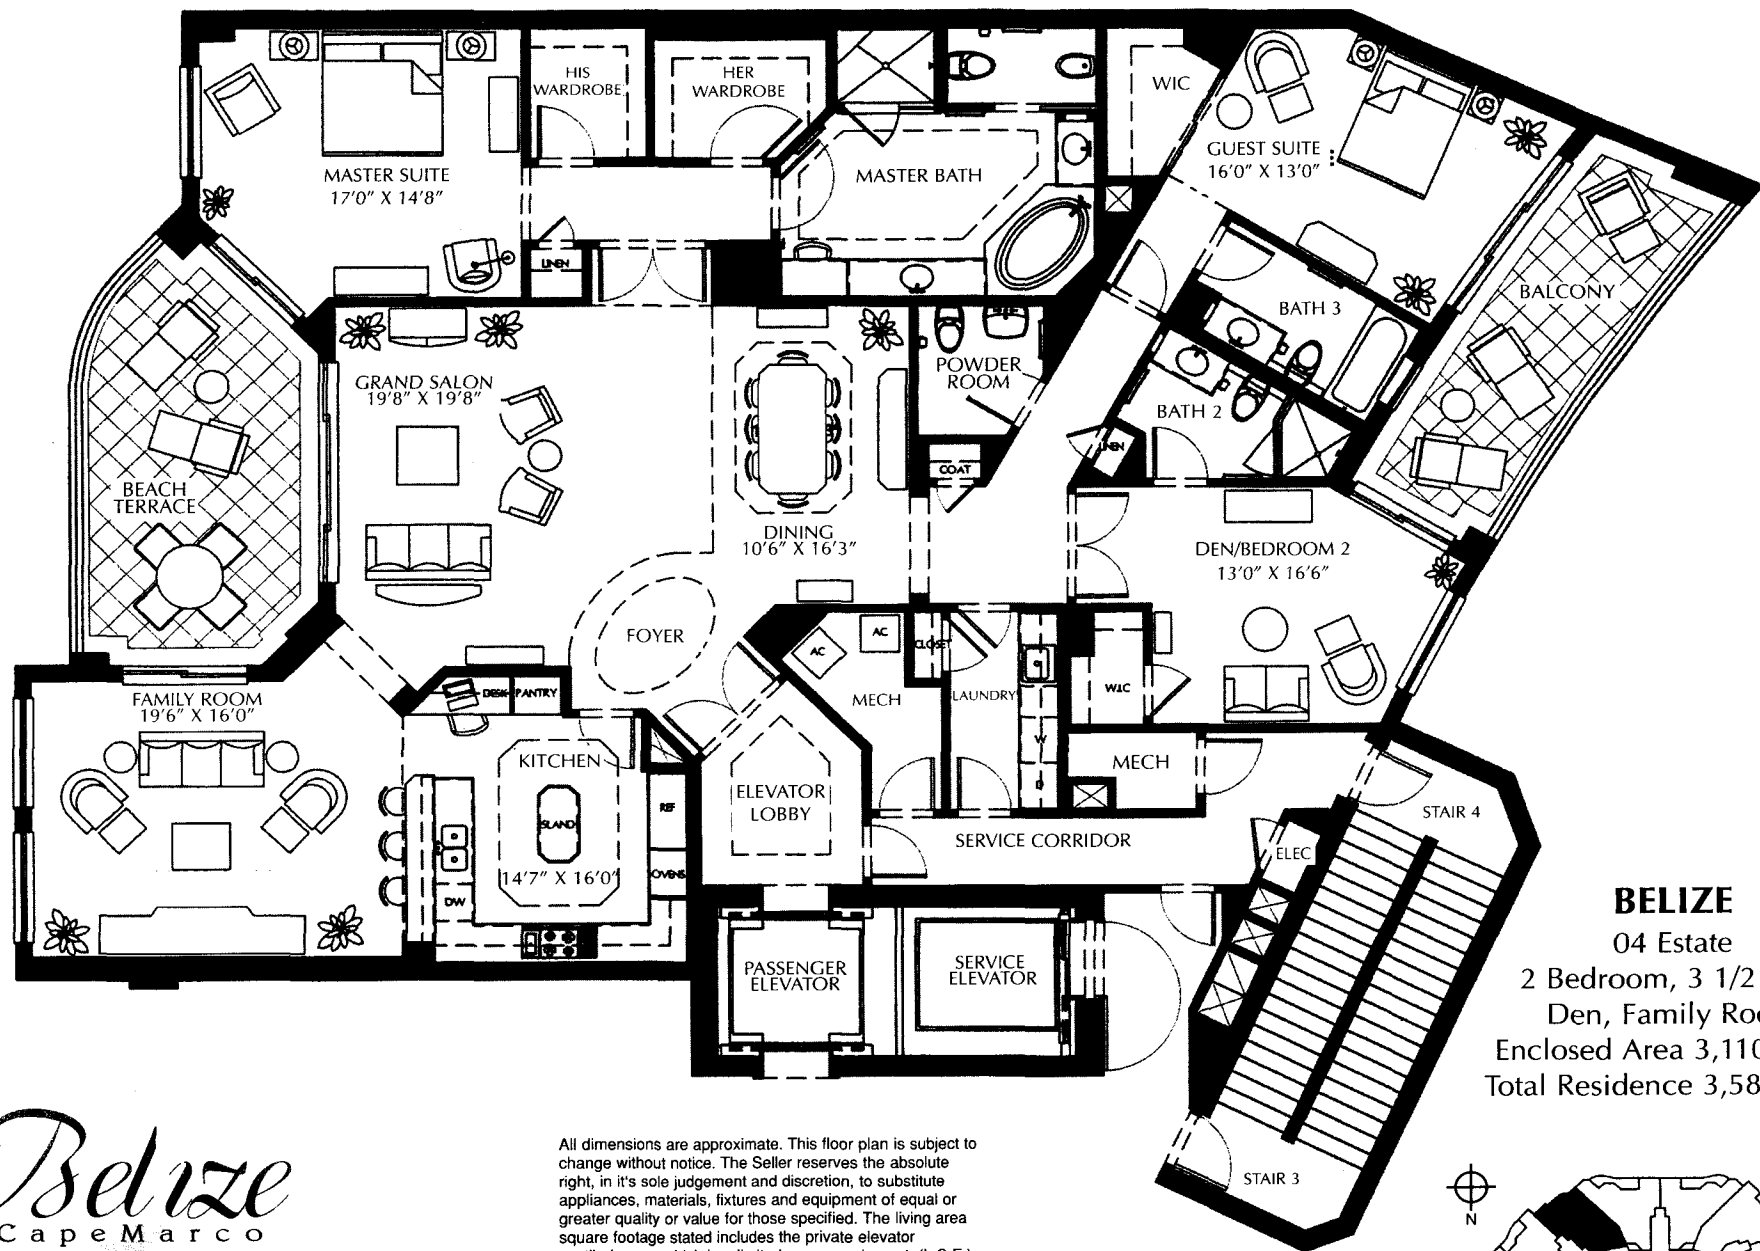 HIS
WARDROBE
HER
WARDROBE
WIC
MASTER SUITE
17'0" X 14'8"
MASTER BATH
GUEST SUITE
16'0" X 13'0"
LINEN
BALCONY
BATH 3
POWDER
ROOM
GRAND SALON
19'8" X 19'8"
BATH 2
LINEN
COAT
BEACH
TERRACE
DINING
10'6" X 16'3"
DEN/BEDROOM 2
13'0" X 16'6"
FOYER
AC
AC
CLOSET
MECH
LAUNDRY
WIC
DESK
PANTRY
FAMILY ROOM
19'6" X 16'0"
KITCHEN
W
D
MECH
REF
ELEVATOR
LOBBY
ISLAND
STAIR 4
SERVICE CORRIDOR
ELEC
14'7" X 16'0"
OVENS
DW
PASSENGER
ELEVATOR
SERVICE
ELEVATOR
STAIR 3
BELIZE
04 Estate
2 Bedroom, 3 1/2
Den, Family
Enclosed Area 3,110
Total Residence 3,58
Belize
CapeMarco
All dimensions are approximate. This floor plan is subject to
change without notice. The Seller reserves the absolute
right, in it's sole judgement and discretion, to substitute
appliances, materials, fixtures and equipment of equal or
greater quality or value for those specified. The living area
square footage stated includes the private elevator
N